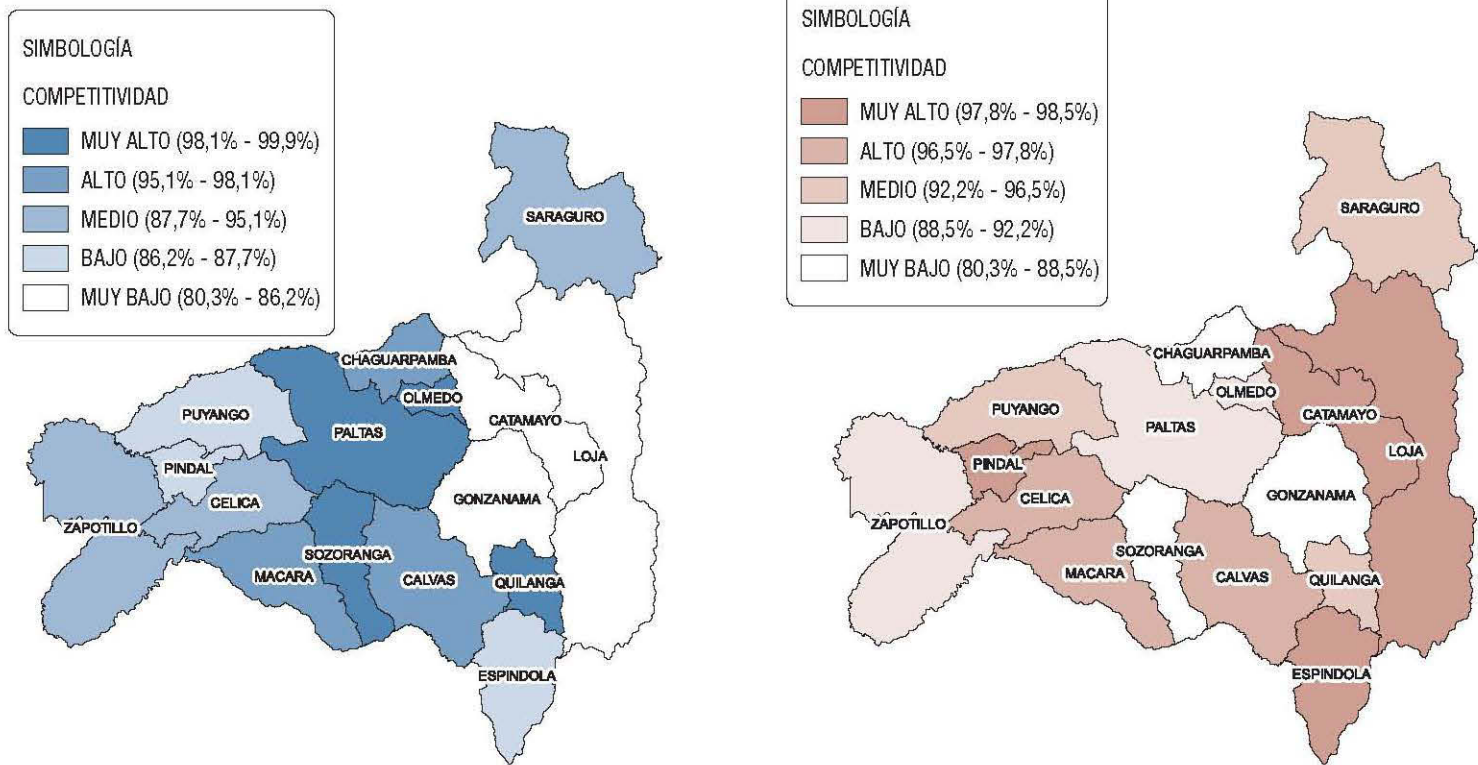 SIMBOLOGÍA
COMPETITIVIDAD
MUY ALTO (98,1% - 99,9%)
ALTO (95,1% - 98,1%)
MEDIO (87,7% - 95,1%)
BAJO (86,2% - 87,7%)
MUY BAJO (80,3% - 86,2%)
SARAGURO
CHAGUARPAMBA
OLMEDO
PUYANGO
CATAMAYO
PALTAS
LOJA
PINDAL
GONZANAMA
CELICA
ZAPOTILLO
SOZORANGA
MACARA
CALVAS
QUILANGA
ESPINDOLA
SIMBOLOGÍA
COMPETITIVIDAD
MUY ALTO (97,8% - 98,5%)
ALTO (96,5% - 97,8%)
MEDIO (92,2% - 96,5%)
BAJO (88,5% - 92,2%)
MUY BAJO (80,3% - 88,5%)
SARAGURO
CHAGUARPAMBA
OLMEDO
PUYANGO
CATAMAYO
PALTAS
LOJA
PINDAL
GONZANAMA
CELICA
ZAPOTILLO
SOZORANGA
MACARA
CALVAS
QUILANGA
ESPINDOLA